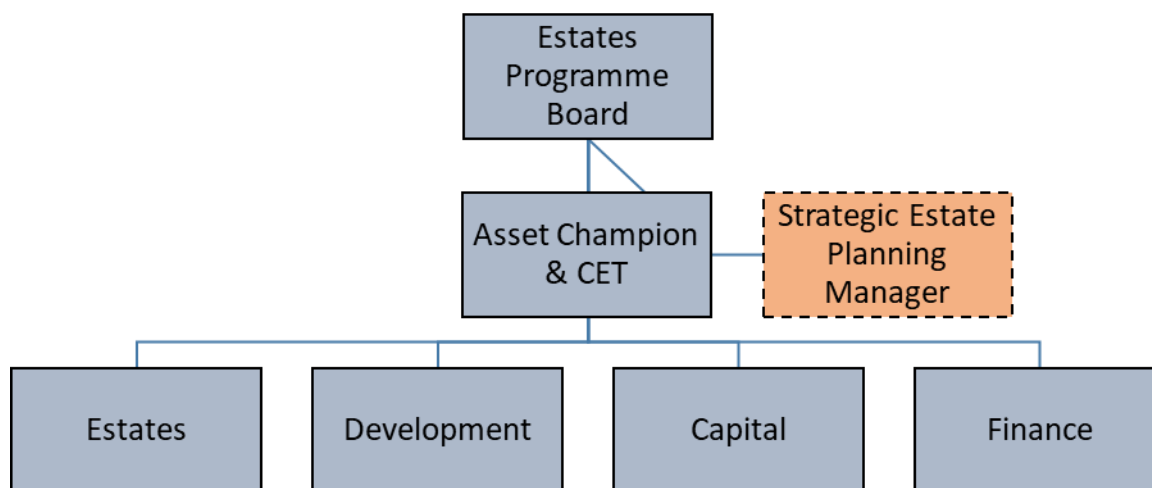 Estates
Programme
Board
Asset Champion
& CET
Strategic Estate
Planning
Manager
Estates
Development
Capital
Finance